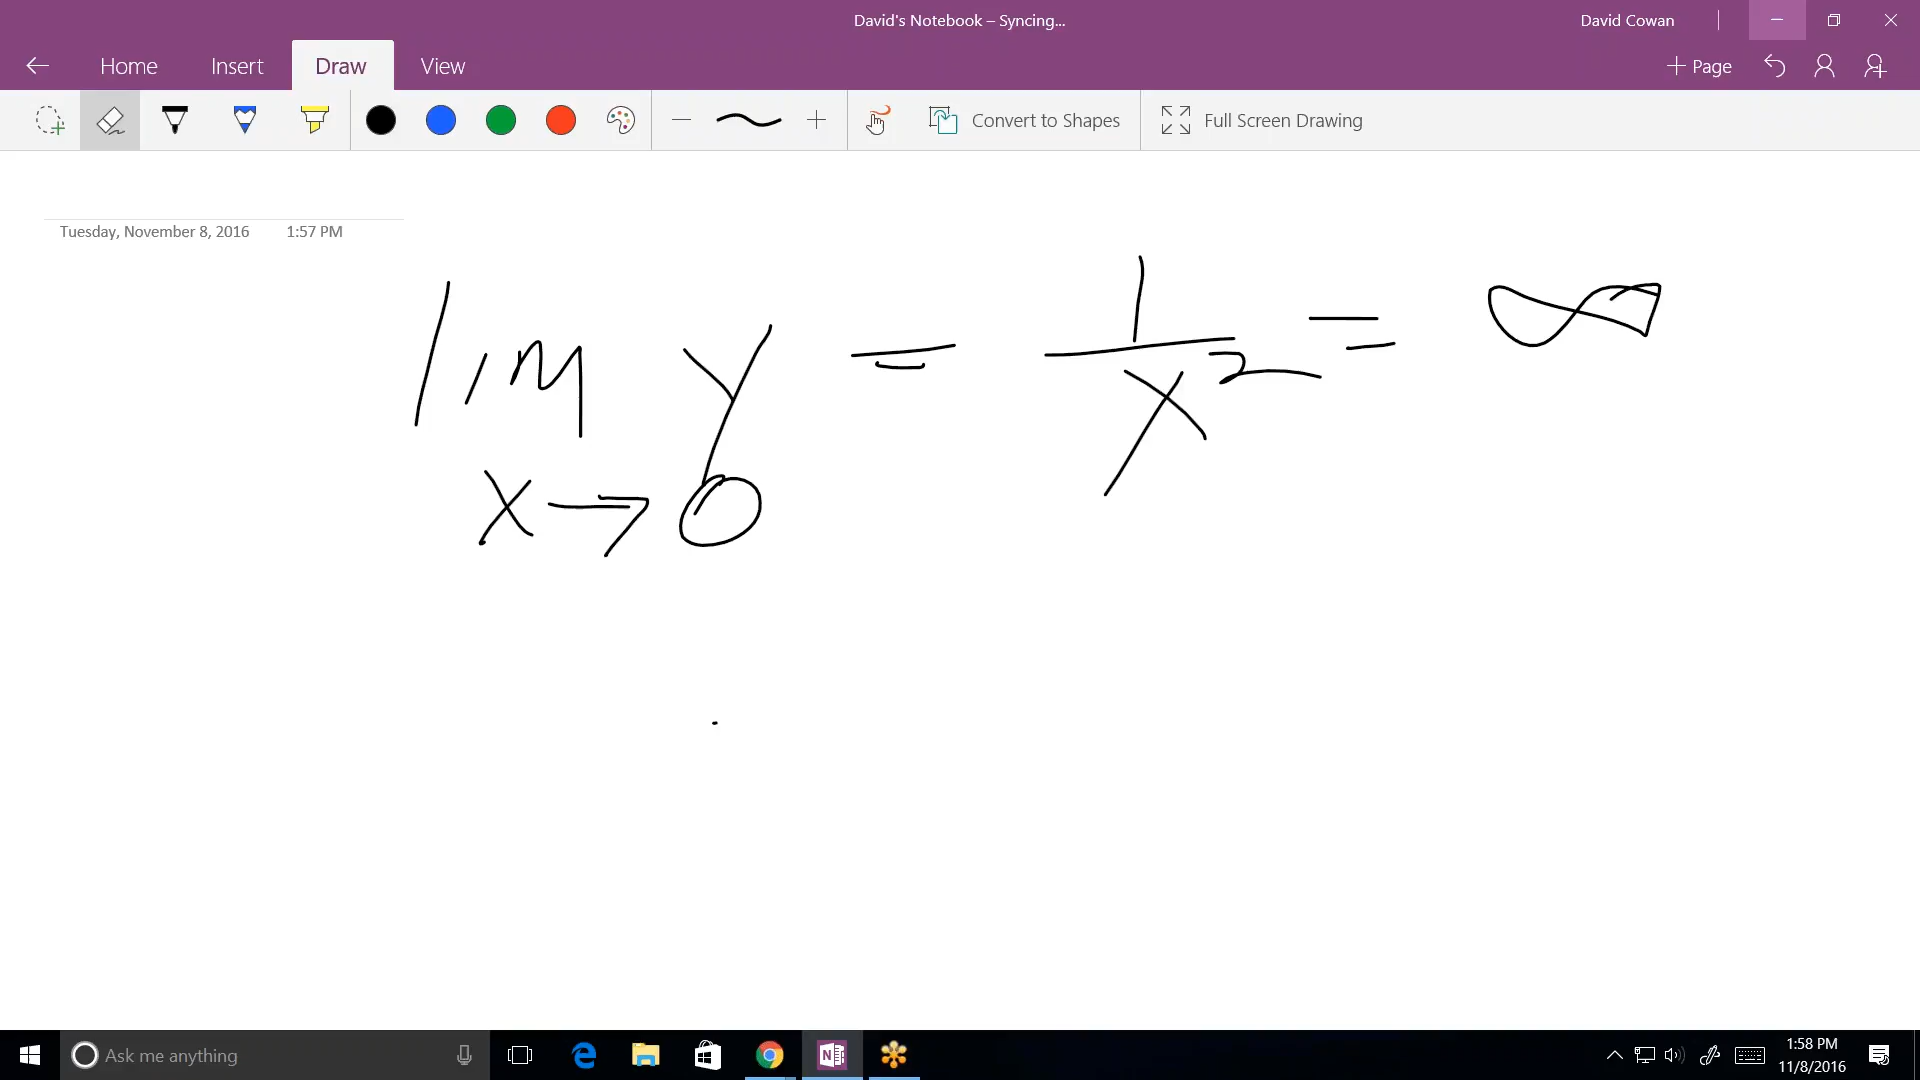 David's Notebook – Syncing...
David Cowan
Home Insert Draw View
Page
Convert to Shapes
Full Screen Drawing
Tuesday, November 8, 2016 1:57 PM
lim y = 1/x² = ∞
x → 0
Ask me anything
N
1:58 PM
11/8/2016